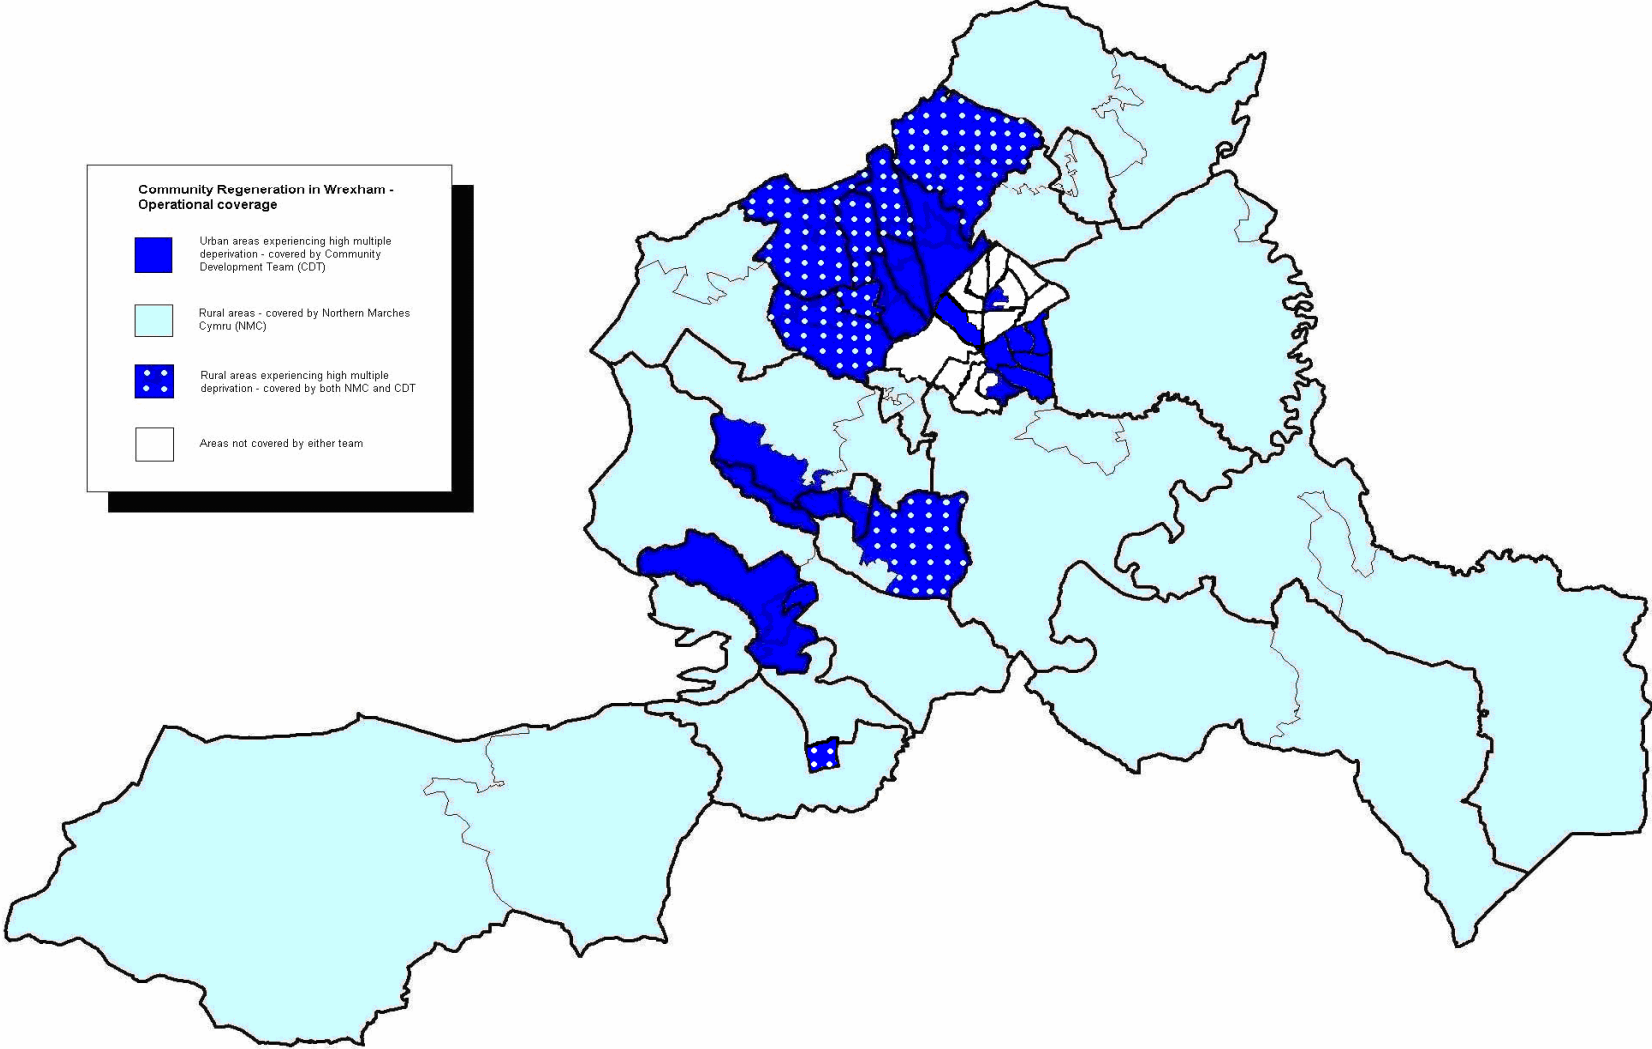 Community Regeneration in Wrexham -
Operational coverage
Urban areas experiencing high multiple
deperivation - covered by Community
Development Team (CDT)
Rural areas - covered by Northern Marches
Cymru (NMC)
Rural areas experiencing high multiple
deprivation - covered by both NMC and CDT
Areas not covered by either team